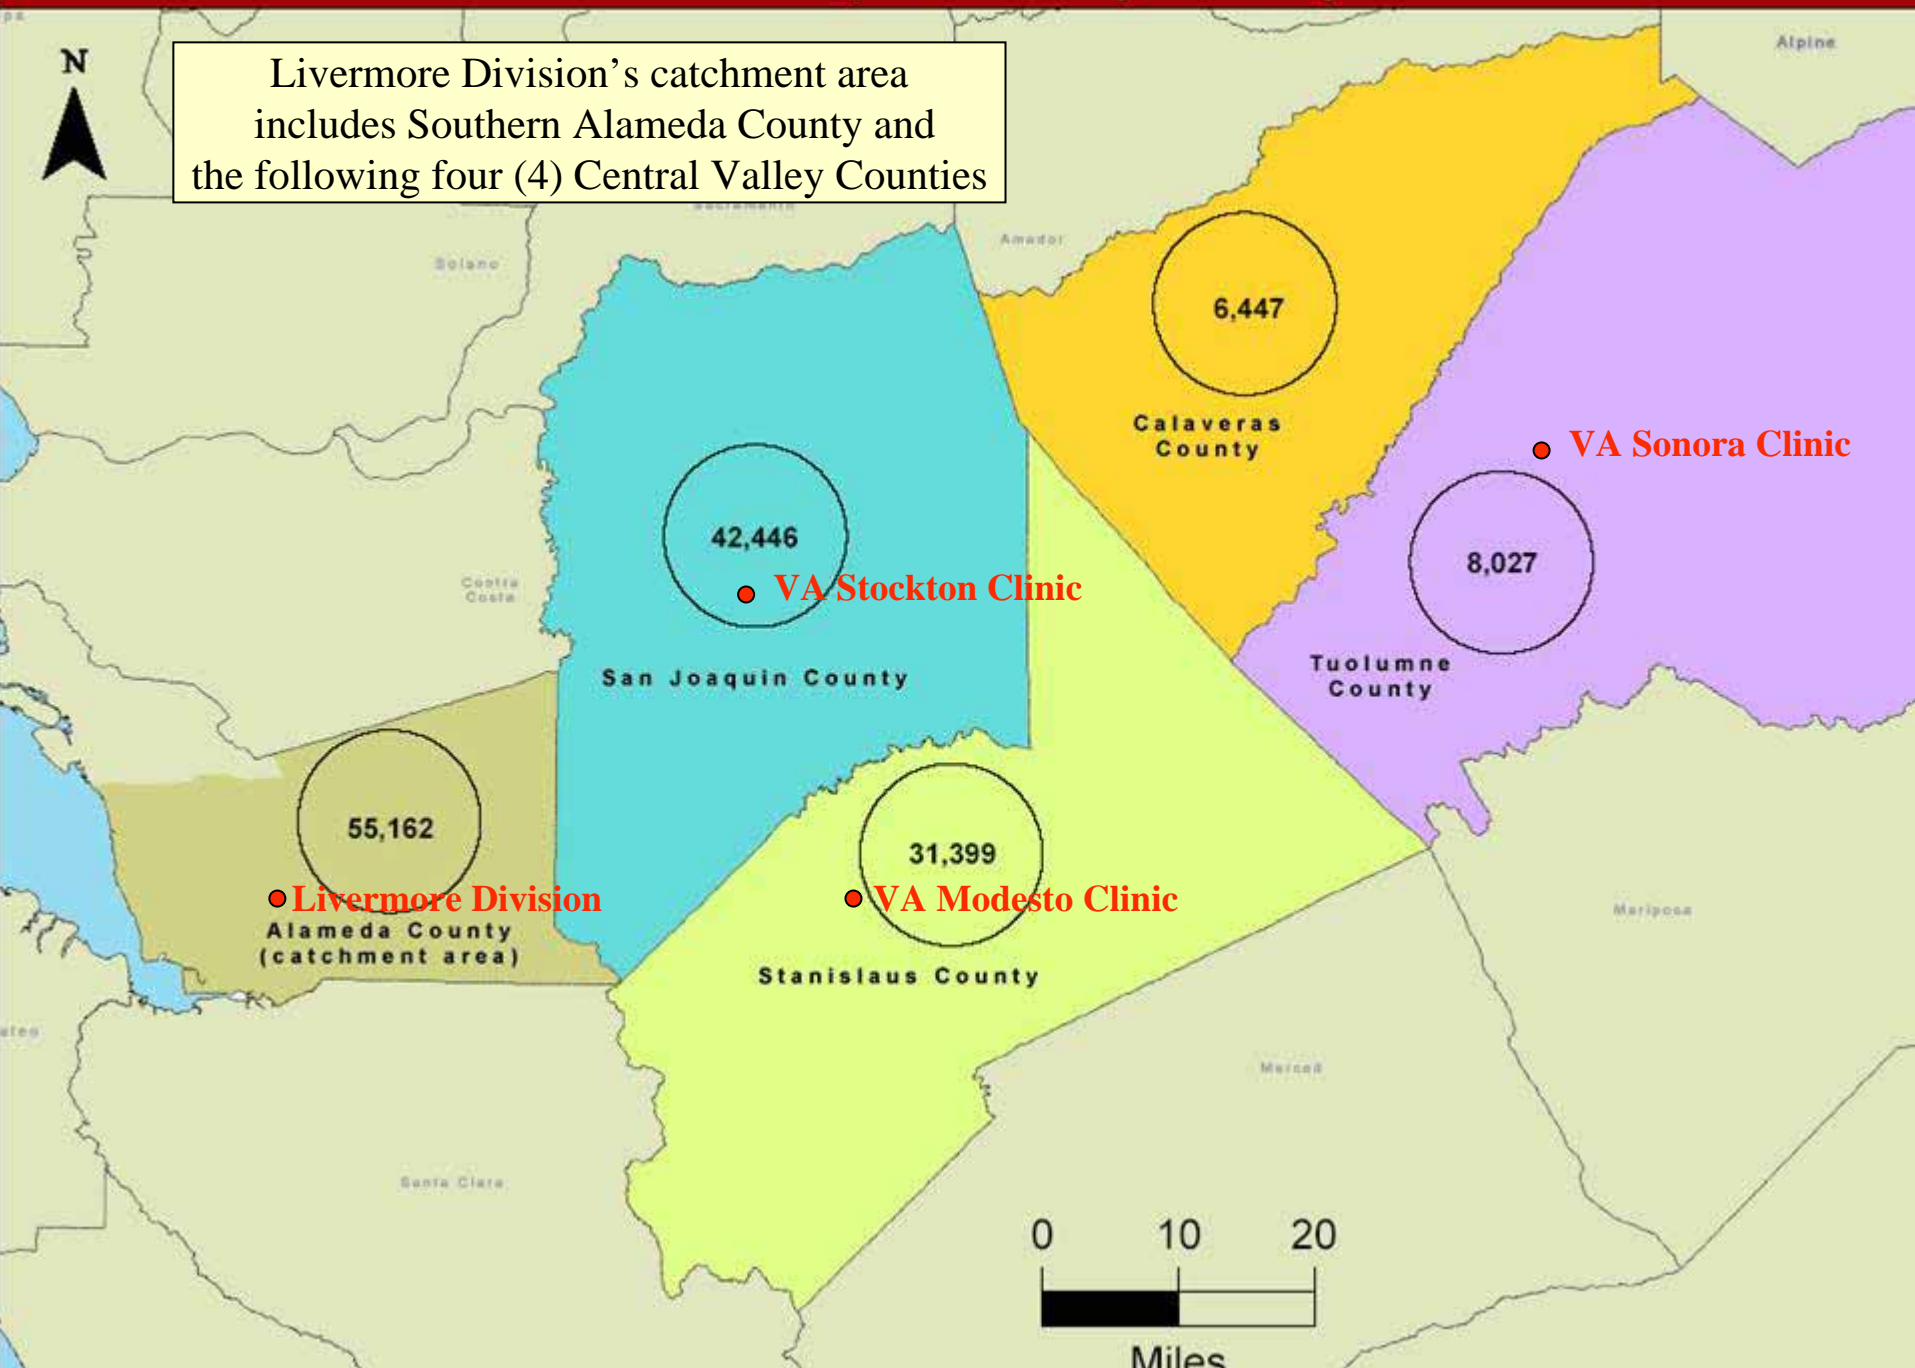 Alpine
N
Livermore Division's catchment area
includes Southern Alameda County and
the following four (4) Central Valley Counties
Sacramento
Amador
Solano
6,447
Calaveras
County
VA Sonora Clinic
42,446
8,027
Contra
Costa
VA Stockton Clinic
San Joaquin County
Tuolumne
County
55,162
31,399
Livermore Division
VA Modesto Clinic
Alameda County
(catchment area)
Mariposa
Stanislaus County
Merced
Santa Clara
0 10 20
Miles